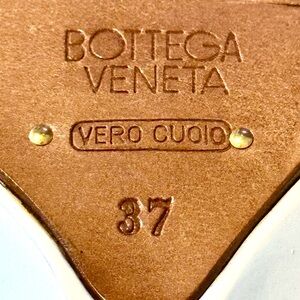 BOTTEGA
VENETA
VERO CUOIO
37